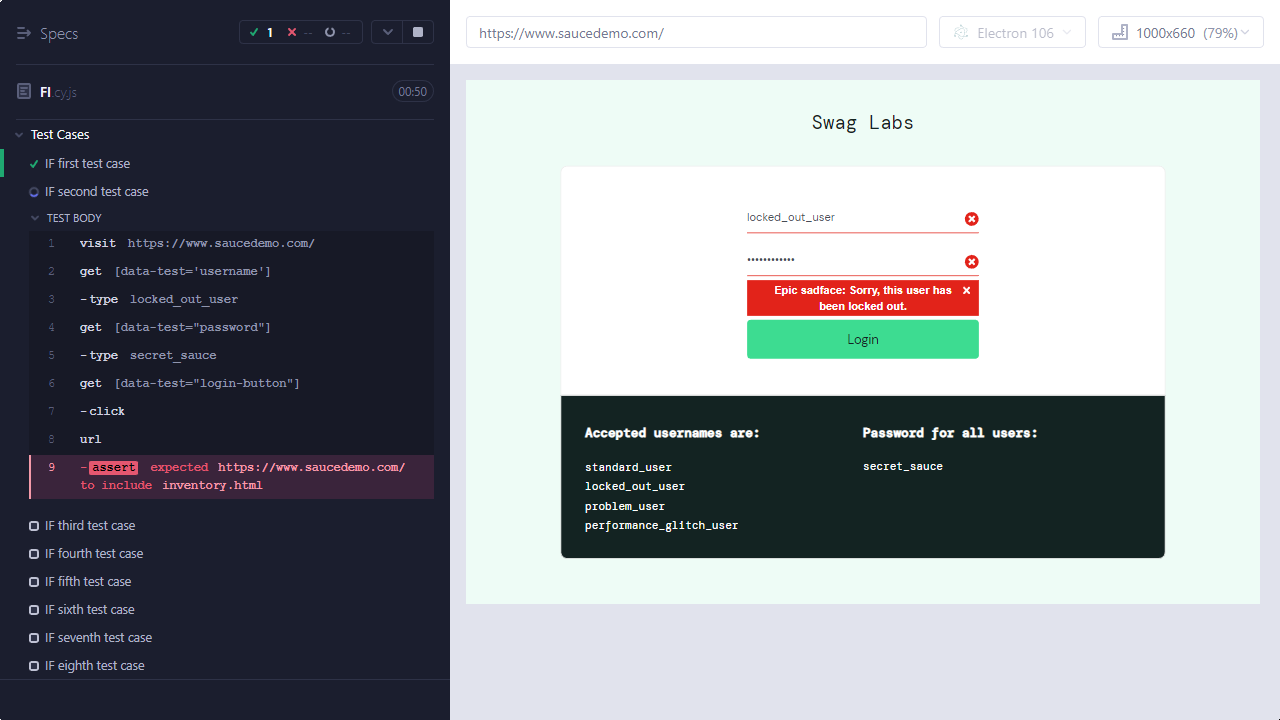 Specs
1 -- --
FI.cy.js
00:50
Test Cases
IF first test case
IF second test case
TEST BODY
1 visit https://www.saucedemo.com/
2 get [data-test='username']
3 -type locked_out_user
4 get [data-test="password"]
5 -type secret_sauce
6 get [data-test="login-button"]
7 -click
8 url
9 -assert expected https://www.saucedemo.com/
to include inventory.html
IF third test case
IF fourth test case
IF fifth test case
IF sixth test case
IF seventh test case
IF eighth test case
https://www.saucedemo.com/
Electron 106
1000x660 (79%)
Swag Labs
locked_out_user
••••••••••••
Epic sadface: Sorry, this user has
been locked out.
Login
Accepted usernames are:
standard_user
locked_out_user
problem_user
performance_glitch_user
Password for all users:
secret_sauce